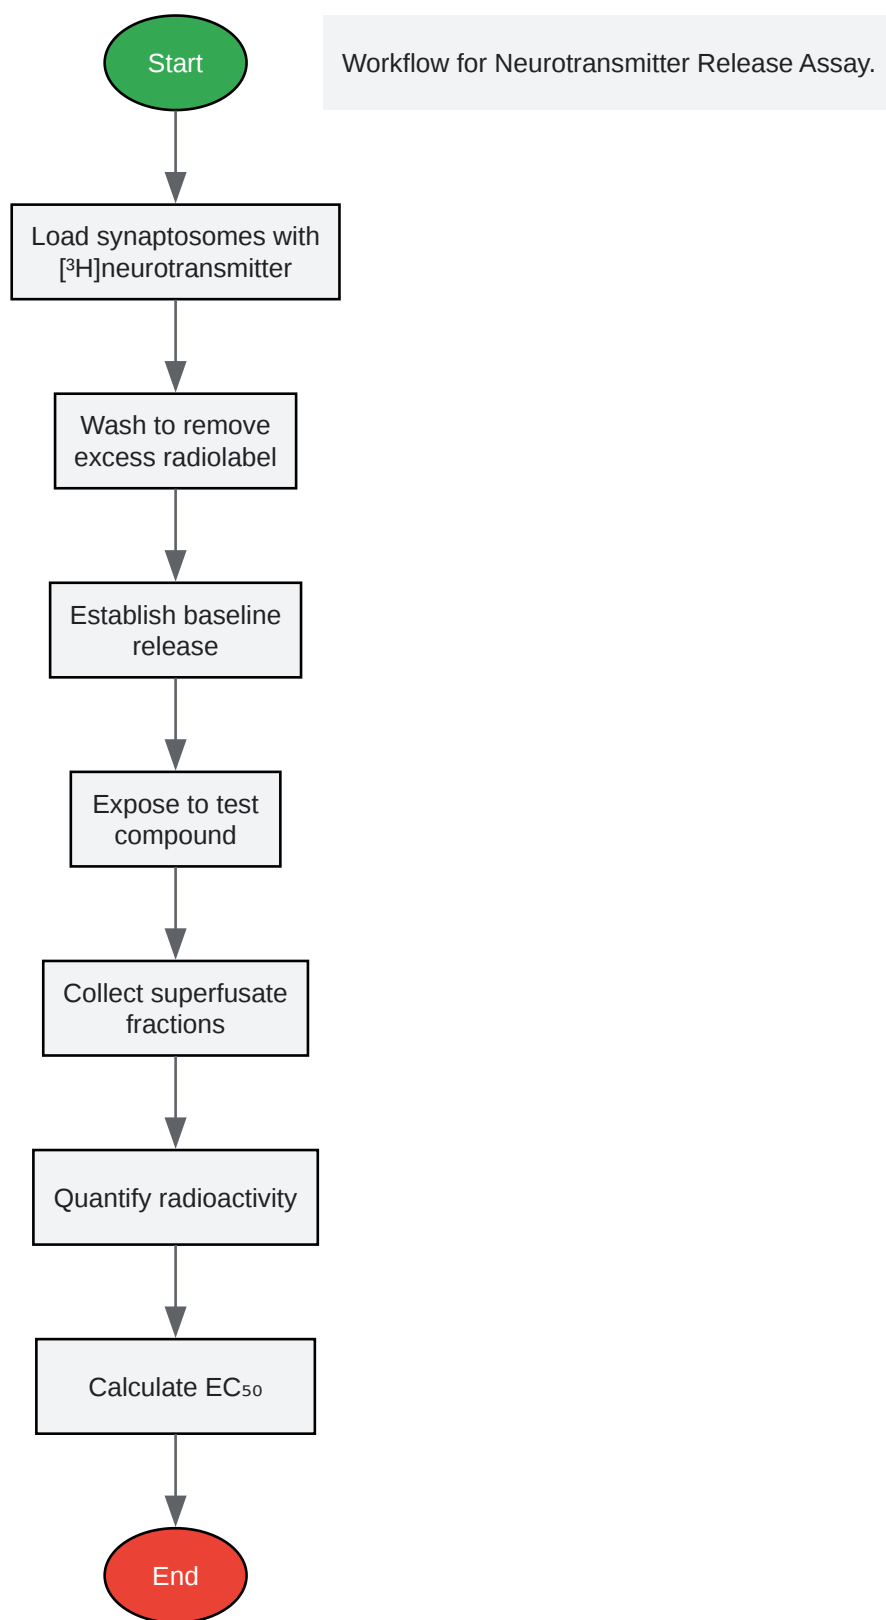 Start
Workflow for Neurotransmitter Release Assay.
Load synaptosomes with
[³H]neurotransmitter
Wash to remove
excess radiolabel
Establish baseline
release
Expose to test
compound
Collect superfusate
fractions
Quantify radioactivity
Calculate EC₅₀
End